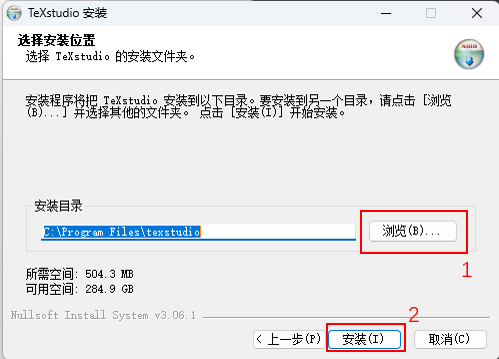 TeXstudio 安装
选择安装位置
选择 TeXstudio 的安装文件夹。
安装程序将把 TeXstudio 安装到以下目录。要安装到另一个目录，请点击 [浏览
(B)...] 并选择其他的文件夹。 点击 [安装(I)] 开始安装。
安装目录
C:\Program Files\texstudio
浏览(B)...
1
所需空间: 504.3 MB
可用空间: 284.9 GB
Nullsoft Install System v3.06.1
2
< 上一步(P)
安装(I)
取消(C)